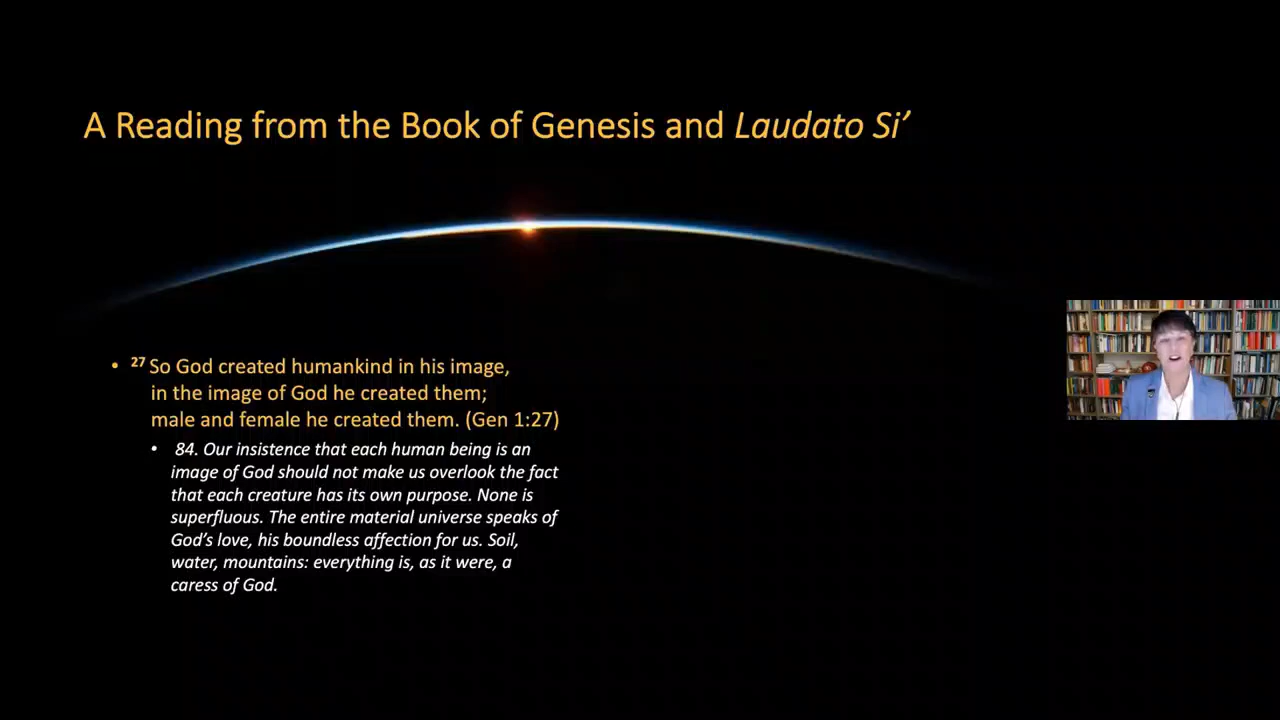 A Reading from the Book of Genesis and Laudato Si’
• 27 So God created humankind in his image,
in the image of God he created them;
male and female he created them. (Gen 1:27)
• 84. Our insistence that each human being is an
image of God should not make us overlook the fact
that each creature has its own purpose. None is
superfluous. The entire material universe speaks of
God’s love, his boundless affection for us. Soil,
water, mountains: everything is, as it were, a
caress of God.